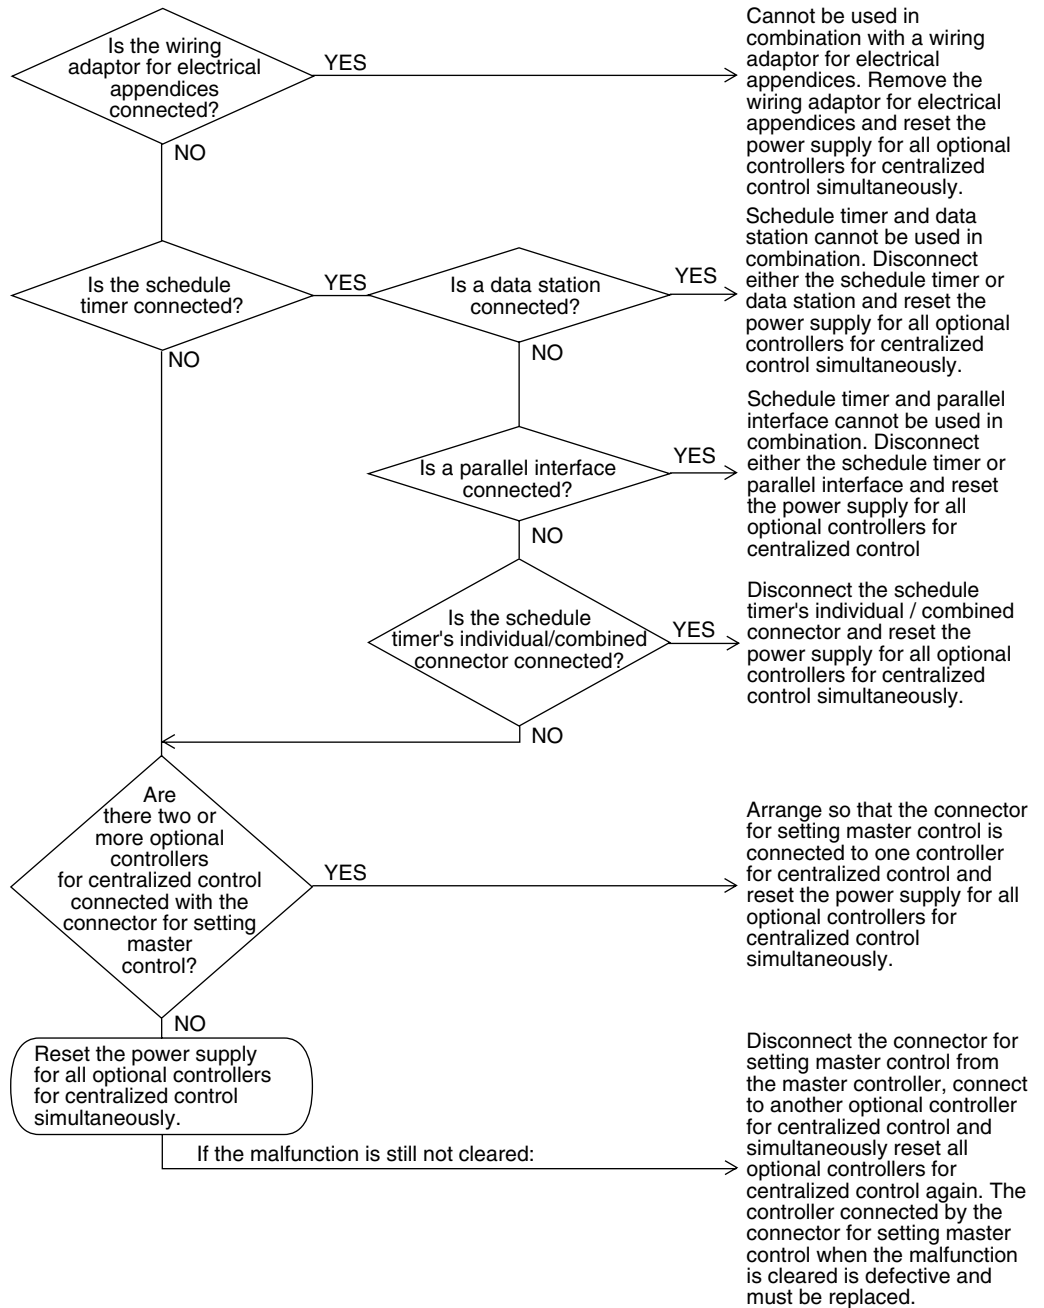 Is the wiring
adaptor for electrical
appendices
connected?
YES
NO
Cannot be used in
combination with a wiring
adaptor for electrical
appendices. Remove the
wiring adaptor for electrical
appendices and reset the
power supply for all optional
controllers for centralized
control simultaneously.
Is the schedule
timer connected?
YES
NO
Is a data station
connected?
YES
NO
Schedule timer and data
station cannot be used in
combination. Disconnect
either the schedule timer or
data station and reset the
power supply for all optional
controllers for centralized
control simultaneously.
Is a parallel interface
connected?
YES
NO
Schedule timer and parallel
interface cannot be used in
combination. Disconnect
either the schedule timer or
parallel interface and reset
the power supply for all
optional controllers for
centralized control
Is the schedule
timer's individual/combined
connector connected?
YES
NO
Disconnect the schedule
timer's individual / combined
connector and reset the
power supply for all optional
controllers for centralized
control simultaneously.
Are
there two or
more optional
controllers
for centralized control
connected with the
connector for setting
master
control?
YES
NO
Arrange so that the connector
for setting master control is
connected to one controller
for centralized control and
reset the power supply for all
optional controllers for
centralized control
simultaneously.
Reset the power supply
for all optional controllers
for centralized control
simultaneously.
If the malfunction is still not cleared:
Disconnect the connector for
setting master control from
the master controller, connect
to another optional controller
for centralized control and
simultaneously reset all
optional controllers for
centralized control again. The
controller connected by the
connector for setting master
control when the malfunction
is cleared is defective and
must be replaced.